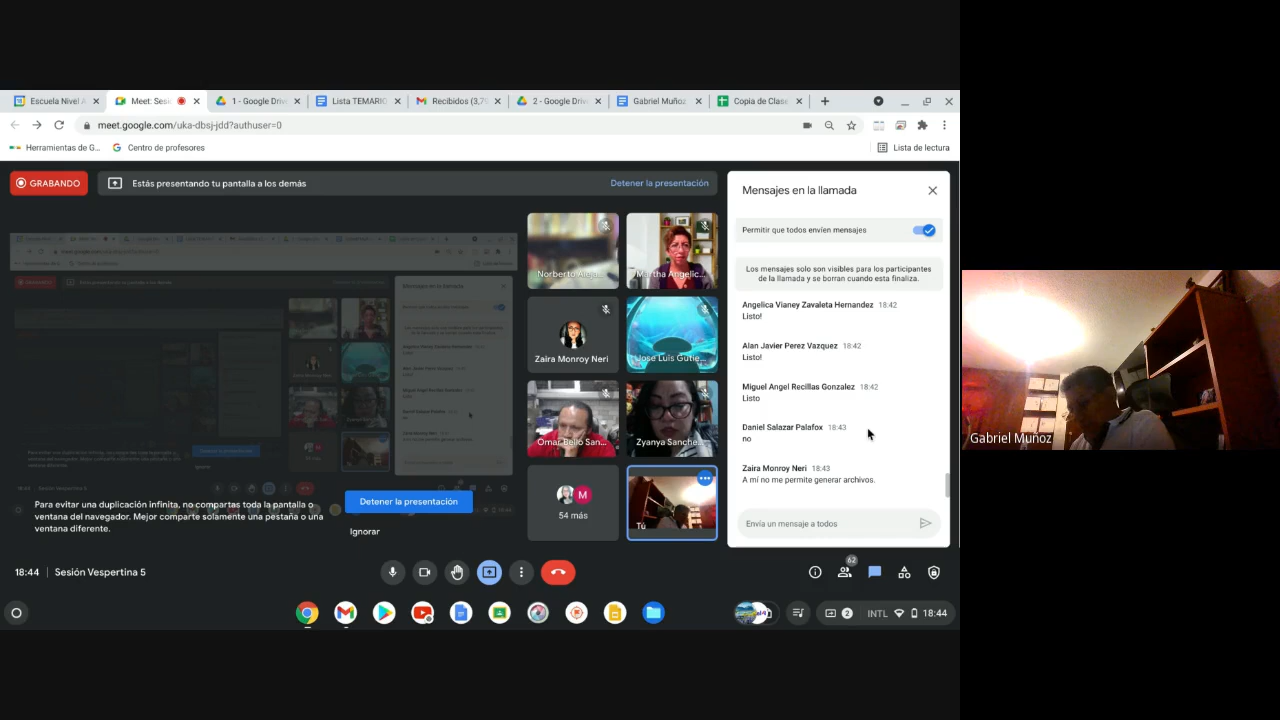 Escuela Nivel A
Meet: Sesi
1 - Google Driv
Lista TEMARIO
Recibidos (3,79
2 - Google Driv
Gabriel Muñoz
Copia de Clase
meet.google.com/uka-dbsj-jdd?authuser=0
Herramientas de G...
Centro de profesores
Lista de lectura
GRABANDO
Estás presentando tu pantalla a los demás
Detener la presentación
Norberto Aleja...
Martha Angelic...
Zaira Monroy Neri
Jose Luis Gutie...
Omar Bello San...
Zyanya Sanche...
M
54 más
Tú
Para evitar una duplicación infinita, no compartas toda la pantalla o
ventana del navegador. Mejor comparte solamente una pestaña o una
ventana diferente.
Detener la presentación
Ignorar
Mensajes en la llamada
Permitir que todos envíen mensajes
Los mensajes solo son visibles para los participantes
de la llamada y se borran cuando esta finaliza.
Angelica Vianey Zavaleta Hernandez 18:42
Listo!
Alan Javier Perez Vazquez 18:42
Listo!
Miguel Angel Recillas Gonzalez 18:42
Listo
Daniel Salazar Palafox 18:43
no
Zaira Monroy Neri 18:43
A mí no me permite generar archivos.
Envía un mensaje a todos
18:44 | Sesión Vespertina 5
62
2
INTL
18:44
Gabriel Muñoz